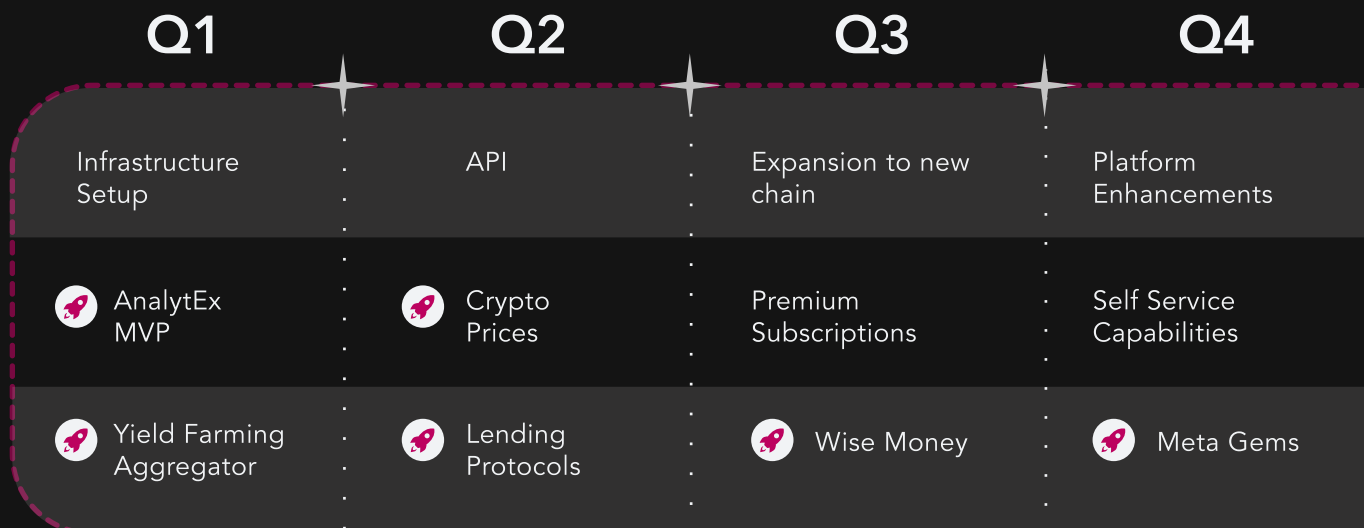 Q1
Q2
Q3
Q4
Infrastructure
Setup
API
Expansion to new
chain
Platform
Enhancements
AnalytEx
MVP
Crypto
Prices
Premium
Subscriptions
Self Service
Capabilities
Yield Farming
Aggregator
Lending
Protocols
Wise Money
Meta Gems